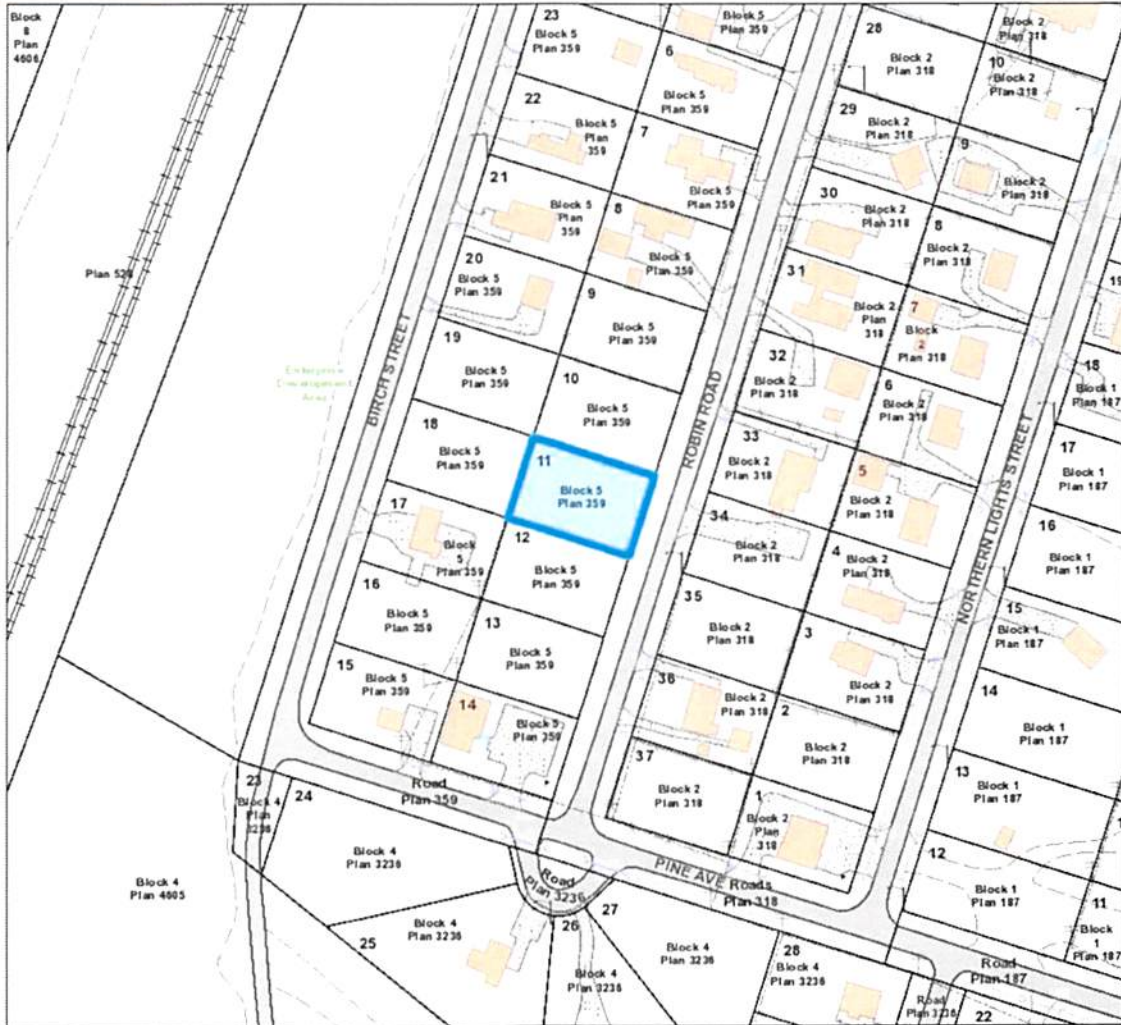 Block
8
Plan
4606
23
Block 5
Plan 359
Block 5
Plan 359
6
Block 5
Plan 359
28
Block 2
Plan 318
Block 2
Plan 318
10
Block 2
Plan 318
22
Block 5
Plan
359
7
Block 5
Plan 359
29
Block 2
Plan 318
9
Block 2
Plan 318
21
Block 5
Plan
359
8
Block 5
Plan 359
30
Block 2
Plan 318
8
Block 2
Plan 318
20
Block 5
Plan 359
9
Block 5
Plan 359
31
Block 2
Plan
318
7
Block
2
Plan 318
19
19
Block 5
Plan 359
10
Block 5
Plan 359
32
Block 2
Plan 318
6
Block 2
Plan 318
18
Block 1
Plan 187
Enterprise
Development
Area
BIRCH STREET
ROBIN ROAD
NORTHERN LIGHTS STREET
18
Block 5
Plan 359
11
Block 5
Plan 359
33
Block 2
Plan 318
5
Block 2
Plan 318
17
Block 1
Plan 187
17
Block
5
Plan 359
12
Block 5
Plan 359
34
Block 2
Plan 318
4
Block 2
Plan 318
16
Block 1
Plan 187
16
Block 5
Plan 359
13
Block 5
Plan 359
35
Block 2
Plan 318
3
Block 2
Plan 318
15
Block 1
Plan 187
15
Block 5
Plan 359
14
Block 5
Plan 359
36
Block 2
Plan 318
2
Block 2
Plan 318
14
Block 1
Plan 187
37
Block 2
Plan 318
1
Block 2
Plan
318
13
Block 1
Plan 187
Road
Plan 359
23
Block 4
Plan
3236
24
Block 4
Plan 3236
Road
Plan 3236
PINE AVE
Roads
Plan 318
12
Block 1
Plan 187
11
Block
1
Plan 187
Block 4
Plan 4605
25
Block 4
Plan 3236
26
Block 4
Plan 3236
27
Block 4
Plan 3236
28
Block 4
Plan 3236
Road
Plan 187
Road
Plan 3236
22
Block 1